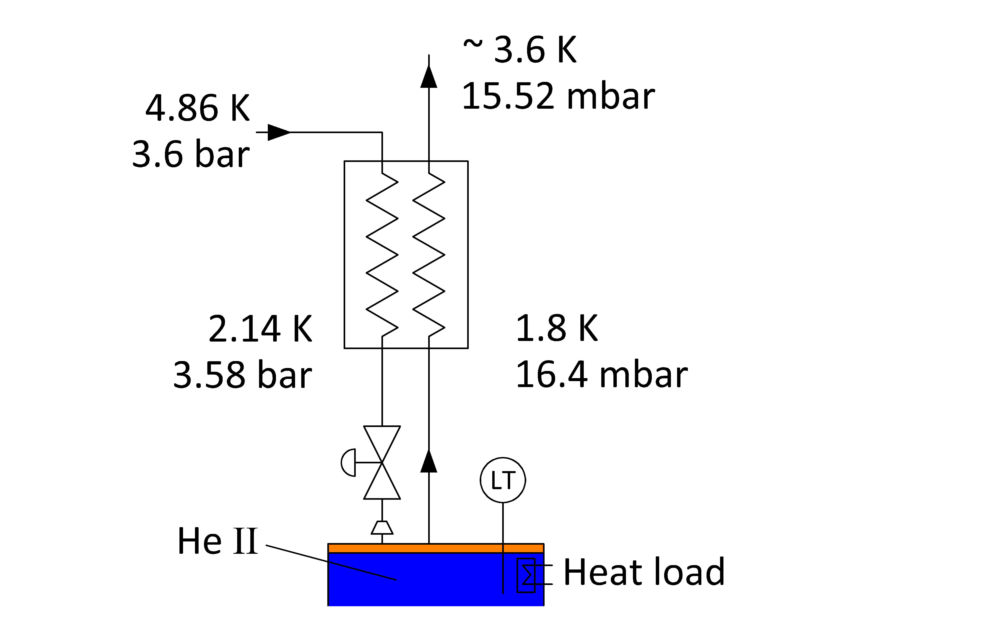 ~ 3.6 K
15.52 mbar
4.86 K
3.6 bar
2.14 K
3.58 bar
1.8 K
16.4 mbar
LT
He II
Heat load